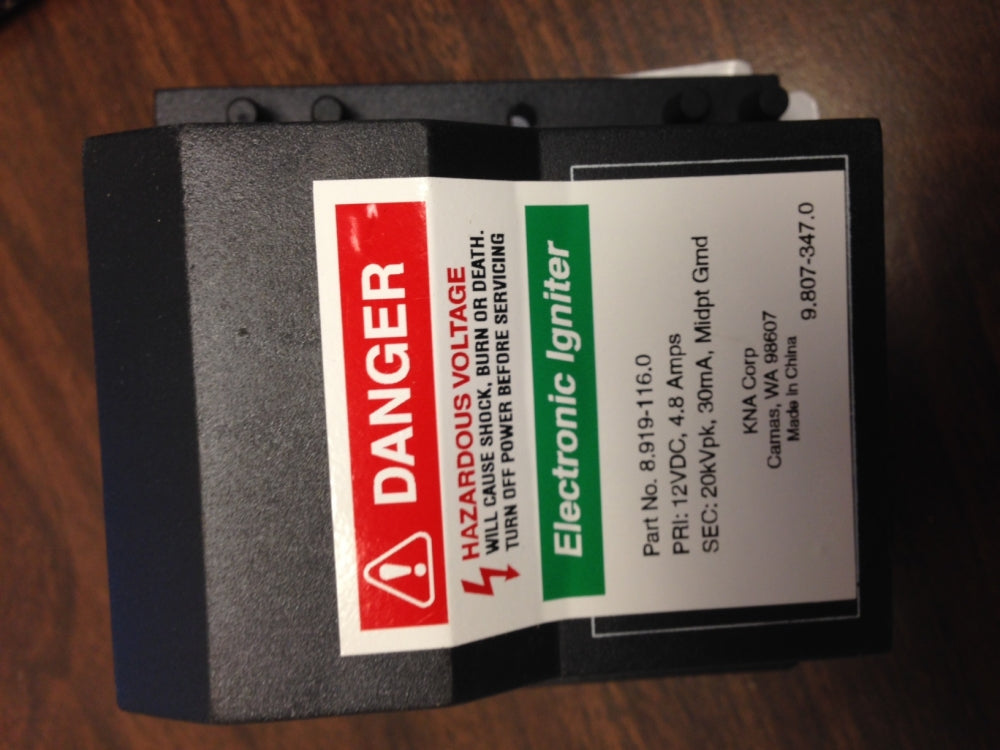 DANGER
HAZARDOUS VOLTAGE
WILL CAUSE SHOCK, BURN OR DEATH.
TURN OFF POWER BEFORE SERVICING
Electronic Igniter
Part No. 8.919-116.0
PRI: 12VDC, 4.8 Amps
SEC: 20kVpk, 30mA, Midpt Grnd
KNA Corp
Camas, WA 98607
Made In China
9.807-347.0